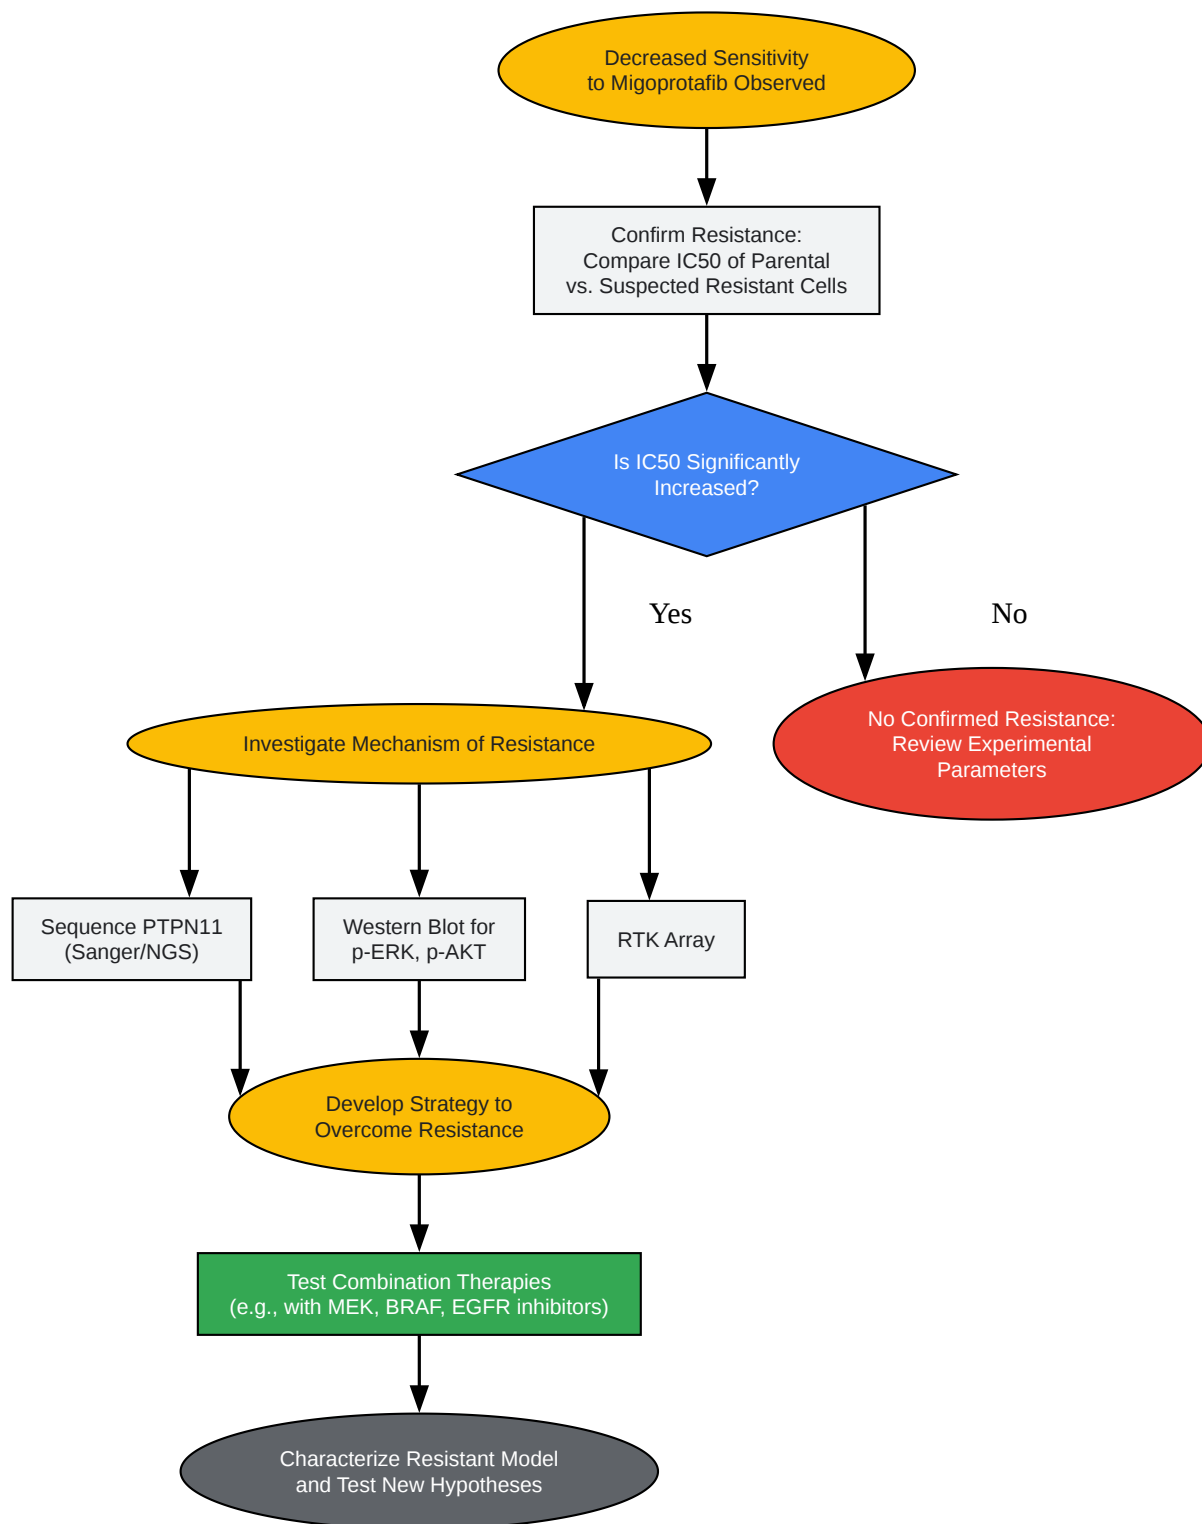 Decreased Sensitivity
to Migoprotafib Observed
Confirm Resistance:
Compare IC50 of Parental
vs. Suspected Resistant Cells
Is IC50 Significantly
Increased?
Yes
No
Investigate Mechanism of Resistance
No Confirmed Resistance:
Review Experimental
Parameters
Sequence PTPN11
(Sanger/NGS)
Western Blot for
p-ERK, p-AKT
RTK Array
Develop Strategy to
Overcome Resistance
Test Combination Therapies
(e.g., with MEK, BRAF, EGFR inhibitors)
Characterize Resistant Model
and Test New Hypotheses